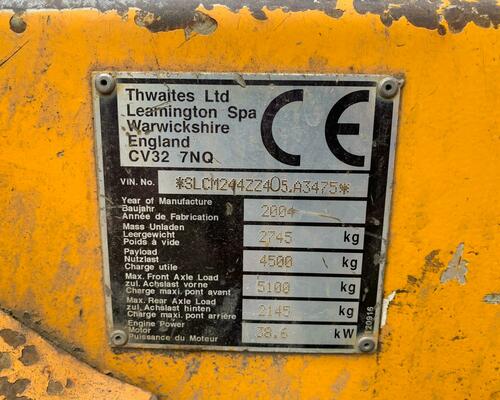 Thwaites Ltd
Leamington Spa
Warwickshire
England
CV32 7NQ
CE
VIN. No. *SLCM244ZZ4O5.A3475*
Year of Manufacture
Baujahr 2004
Année de Fabrication
Mass Unladen
Leergewicht 2745 kg
Poids à vide
Payload
Nutzlast 4500 kg
Charge utile
Max. Front Axle Load
zul. Achslast vorne 5100 kg
Charge maxi. pont avant
Max. Rear Axle Load
zul. Achslast hinten 2145 kg
Charge maxi. pont arrière
Engine Power
Motor 38.6 kW
Puissance du Moteur
120916